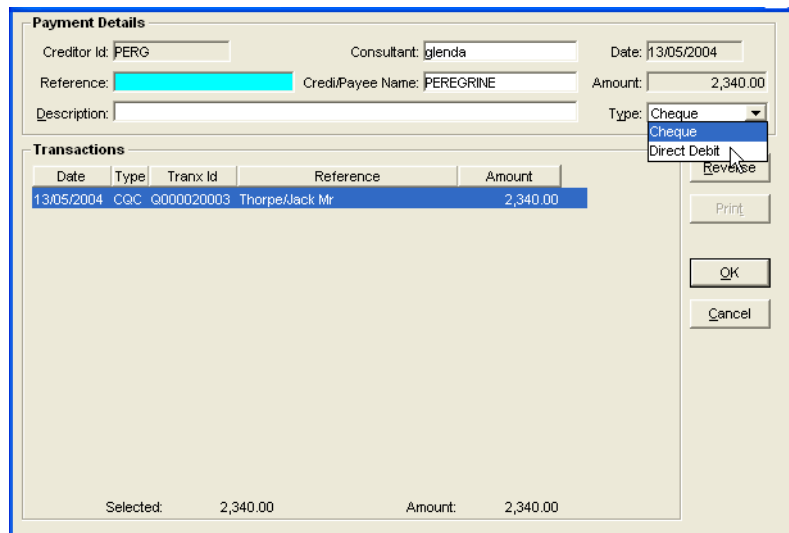 Payment Details
Creditor Id: PERG Consultant: glenda Date: 13/05/2004
Reference: Credi/Payee Name: PEREGRINE Amount: 2,340.00
Description: Type: Cheque
Cheque
Direct Debit
Transactions
Reverse
Date Type Tranx Id Reference Amount
13/05/2004 CQC Q000020003 Thorpe/Jack Mr 2,340.00
Print
OK
Cancel
Selected: 2,340.00 Amount: 2,340.00